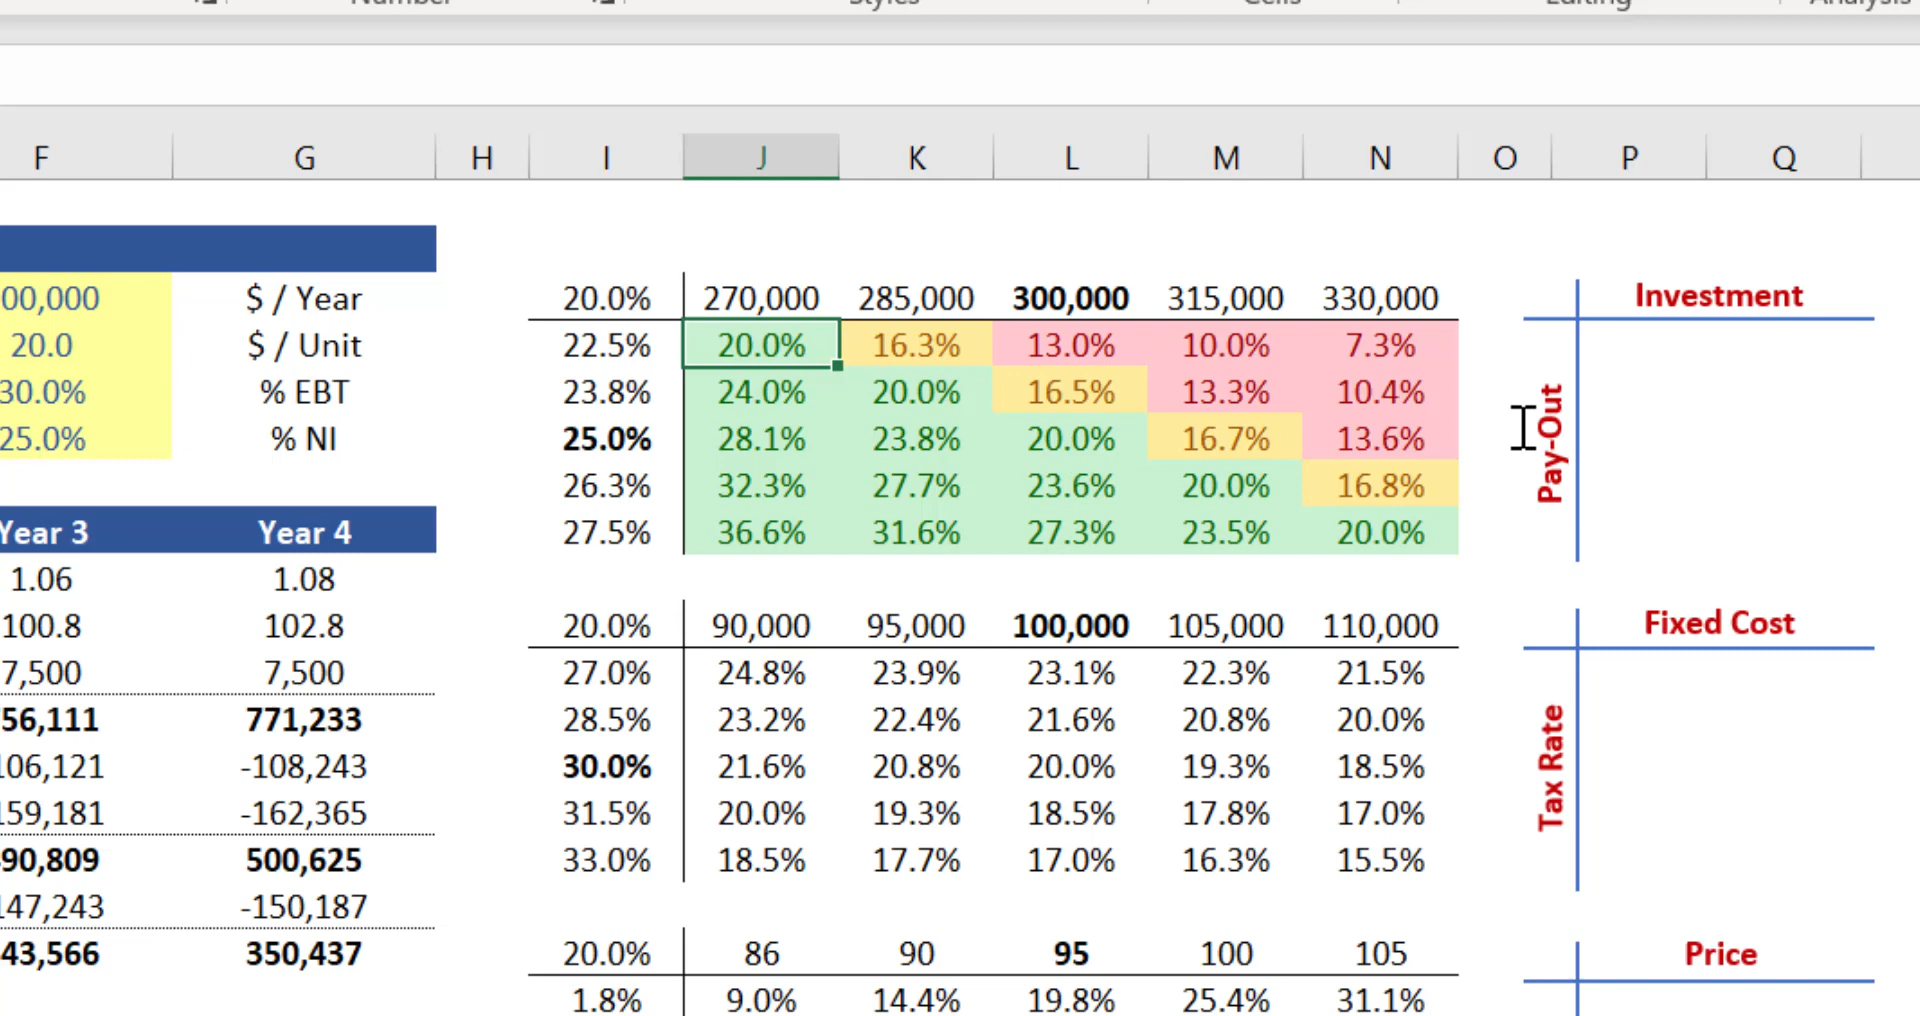 Number Styles Cells Editing Analysis
F G H I J K L M N O P Q
00,000 $ / Year 20.0% 270,000 285,000 300,000 315,000 330,000 Investment
20.0 $ / Unit 22.5% 20.0% 16.3% 13.0% 10.0% 7.3%
30.0% % EBT 23.8% 24.0% 20.0% 16.5% 13.3% 10.4%
25.0% % NI 25.0% 28.1% 23.8% 20.0% 16.7% 13.6%
Pay-Out
26.3% 32.3% 27.7% 23.6% 20.0% 16.8%
Year 3 Year 4 27.5% 36.6% 31.6% 27.3% 23.5% 20.0%
1.06 1.08
100.8 102.8 20.0% 90,000 95,000 100,000 105,000 110,000 Fixed Cost
7,500 7,500 27.0% 24.8% 23.9% 23.1% 22.3% 21.5%
56,111 771,233 28.5% 23.2% 22.4% 21.6% 20.8% 20.0%
106,121 -108,243 30.0% 21.6% 20.8% 20.0% 19.3% 18.5%
Tax Rate
159,181 -162,365 31.5% 20.0% 19.3% 18.5% 17.8% 17.0%
90,809 500,625 33.0% 18.5% 17.7% 17.0% 16.3% 15.5%
147,243 -150,187
43,566 350,437 20.0% 86 90 95 100 105 Price
1.8% 9.0% 14.4% 19.8% 25.4% 31.1%